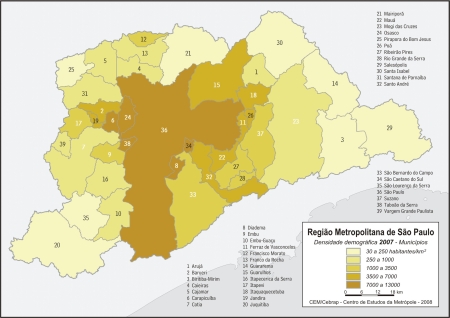 21 Mairiporã
22 Mauá
23 Mogi das Cruzes
24 Osasco
25 Pirapora do Bom Jesus
26 Poá
27 Ribeirão Pires
28 Rio Grande da Serra
29 Salesópolis
30 Santa Isabel
31 Santana de Parnaíba
32 Santo André
12
13
5
4
21
30
25
15
1
14
31
18
2
17
19
6
24
36
11
26
39
7
9
38
34
8
22
37
23
3
29
16
32
27
28
33
35
10
20
33 São Bernardo do Campo
34 São Caetano do Sul
35 São Lourenço da Serra
36 São Paulo
37 Suzano
38 Taboão da Serra
39 Vargem Grande Paulista
1 Arujá
2 Barueri
3 Biritiba-Mirim
4 Caieiras
5 Cajamar
6 Carapicuíba
7 Cotia
8 Diadema
9 Embu
10 Embu-Guaçu
11 Ferraz de Vasconcelos
12 Francisco Morato
13 Franco da Rocha
14 Guararema
15 Guarulhos
16 Itapecerica da Serra
17 Itapevi
18 Itaquaquecetuba
19 Jandira
20 Juquitiba
Região Metropolitana de São Paulo
Densidade demográfica 2007 - Municípios
30 a 250 habitantes/km²
250 a 1000
1000 a 3500
3500 a 7000
7000 a 13000
0 6 12 18 km
CEM/Cebrap - Centro de Estudos da Metrópole - 2008